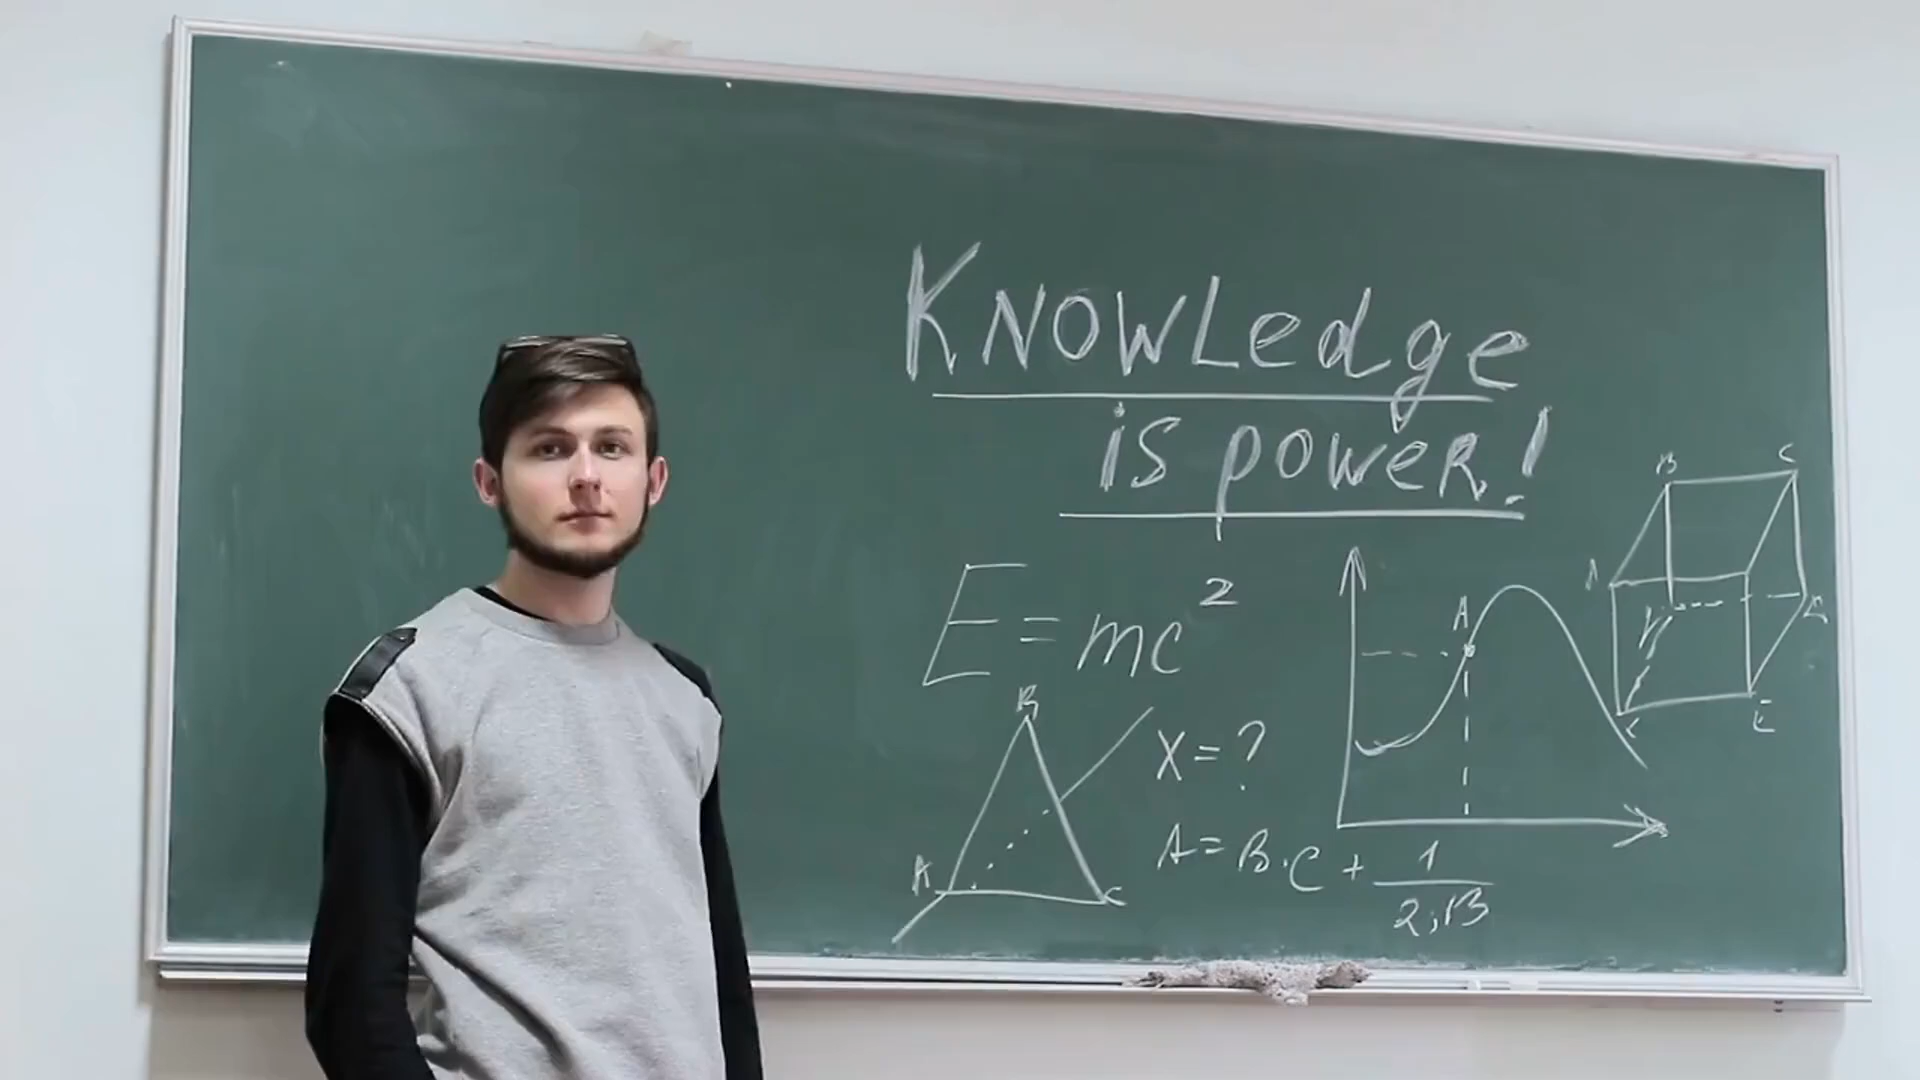 Knowledge
is power!
E = mc²
B
X = ?
A
C
A = B·C + 1
2,13
A
B
C
A
E